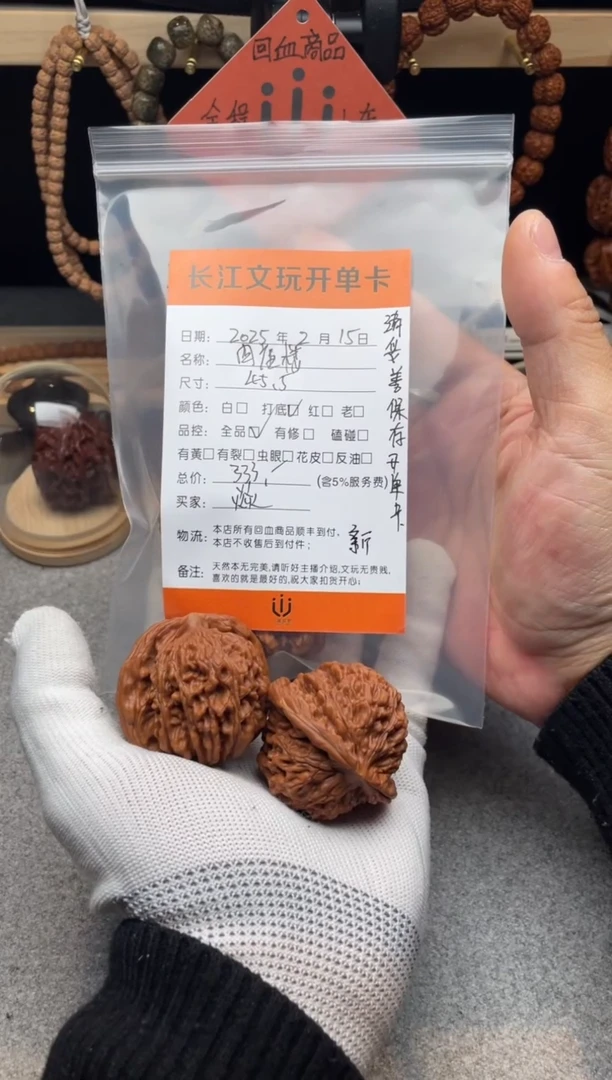 回血商品
长江文玩开单卡
日期: 2025 年 2 月 15日
名称:
尺寸: 45.5
颜色: 白□ 打底☑ 红□ 老□
品控: 全品☑ 有修□ 磕碰□
有黄□有裂□虫眼□花皮□反油□
总价: 333. (含5%服务费)
买家:
物流: 本店所有回血商品顺丰到付,
本店不收售后到付件;
新
备注: 天然本无完美,请听好主播介绍,文玩无贵贱,
喜欢的就是最好的,祝大家扣货开心;
请妥善保存开单卡